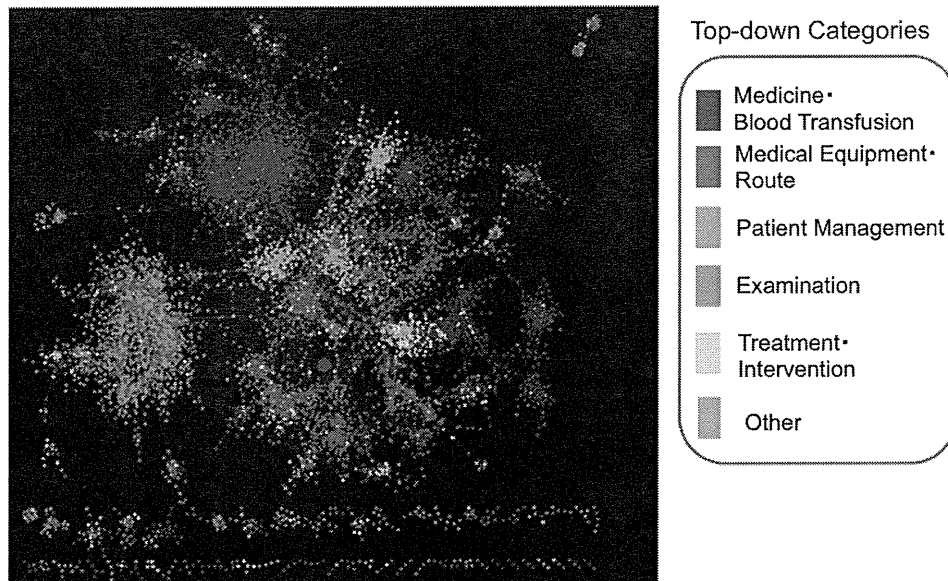 Top-down Categories
Medicine・
Blood Transfusion
Medical Equipment・
Route
Patient Management
Examination
Treatment・
Intervention
Other